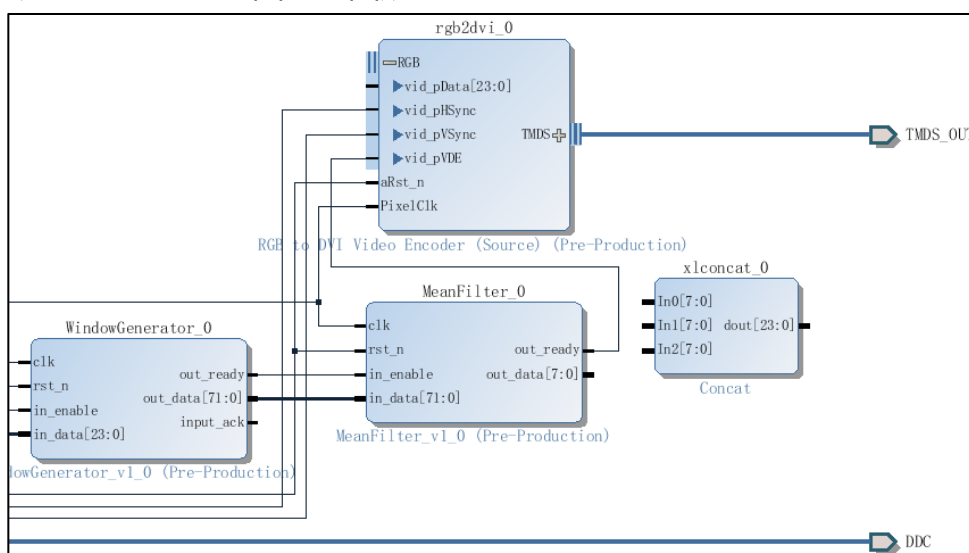 rgb2dvi_0
RGB
vid_pData[23:0]
vid_pHSync
vid_pVSync
TMDS
TMDS_OUT
vid_pVDE
aRst_n
PixelClk
RGB to DVI Video Encoder (Source) (Pre-Production)
xlconcat_0
In0[7:0]
In1[7:0]
dout[23:0]
In2[7:0]
Concat
MeanFilter_0
clk
rst_n
out_ready
in_enable
out_data[7:0]
in_data[71:0]
MeanFilter_v1_0 (Pre-Production)
WindowGenerator_0
clk
rst_n
out_ready
in_enable
out_data[71:0]
in_data[23:0]
input_ack
dowGenerator_v1_0 (Pre-Production)
DDC